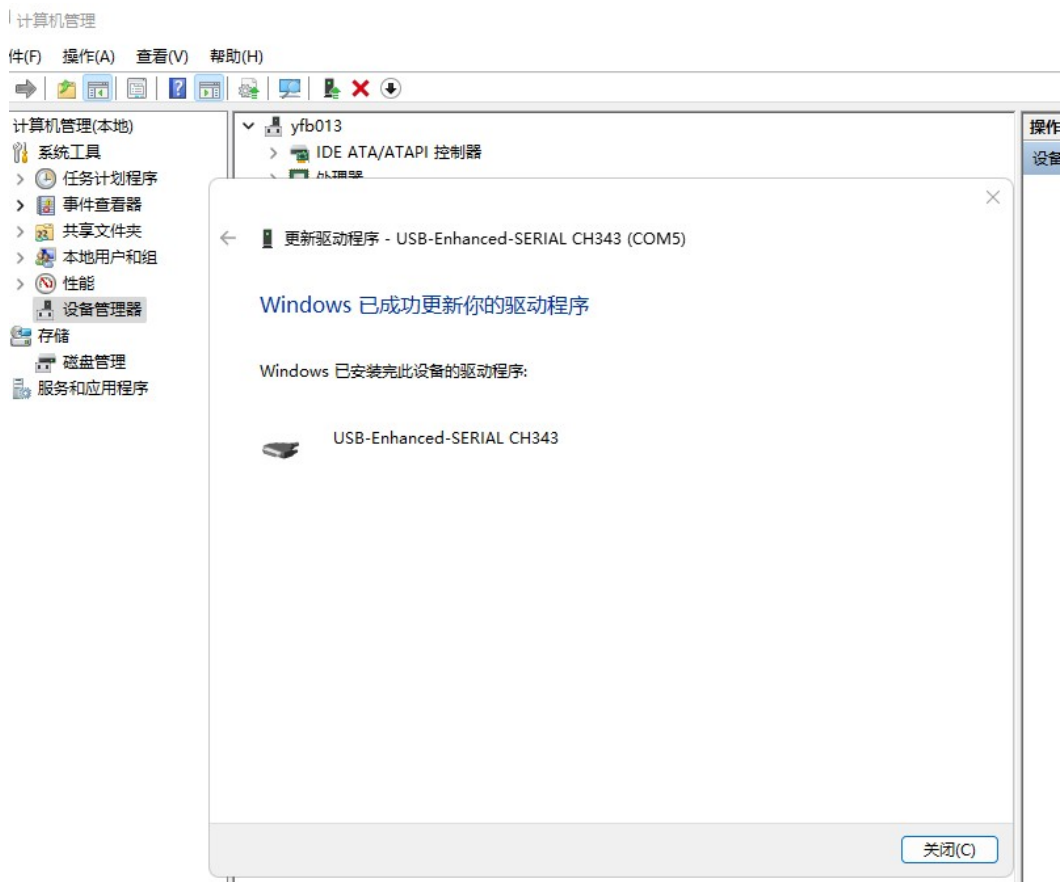 计算机管理
件(F) 操作(A) 查看(V) 帮助(H)
计算机管理(本地)
系统工具
任务计划程序
事件查看器
共享文件夹
本地用户和组
性能
设备管理器
存储
磁盘管理
服务和应用程序
yfb013
IDE ATA/ATAPI 控制器
处理器
操作
设备
更新驱动程序 - USB-Enhanced-SERIAL CH343 (COM5)
Windows 已成功更新你的驱动程序
Windows 已安装完此设备的驱动程序:
USB-Enhanced-SERIAL CH343
关闭(C)